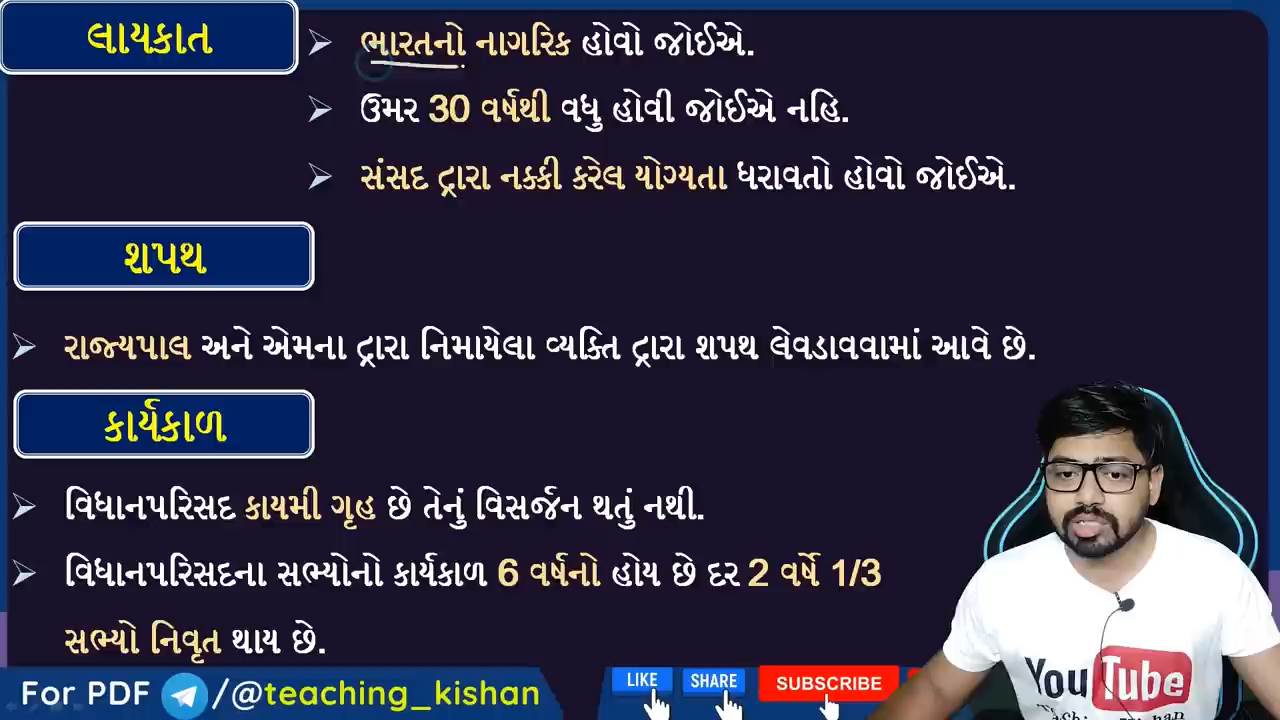 લાયકાત
➢ ભારતનો નાગરિક હોવો જોઈએ.
➢ ઉમર 30 વર્ષથી વધુ હોવી જોઈએ નહિ.
➢ સંસદ દ્રારા નક્કી કરેલ યોગ્યતા ધરાવતો હોવો જોઈએ.
શપથ
➢ રાજ્યપાલ અને એમના દ્રારા નિમાયેલા વ્યક્તિ દ્રારા શપથ લેવડાવવામાં આવે છે.
કાર્યકાળ
➢ વિધાનપરિસદ કાયમી ગૃહ છે તેનું વિસર્જન થતું નથી.
➢ વિધાનપરિસદના સભ્યોનો કાર્યકાળ 6 વર્ષનો હોય છે દર 2 વર્ષે 1/3
સભ્યો નિવૃત થાય છે.
For PDF /@teaching_kishan
LIKE SHARE SUBSCRIBE
YouTube